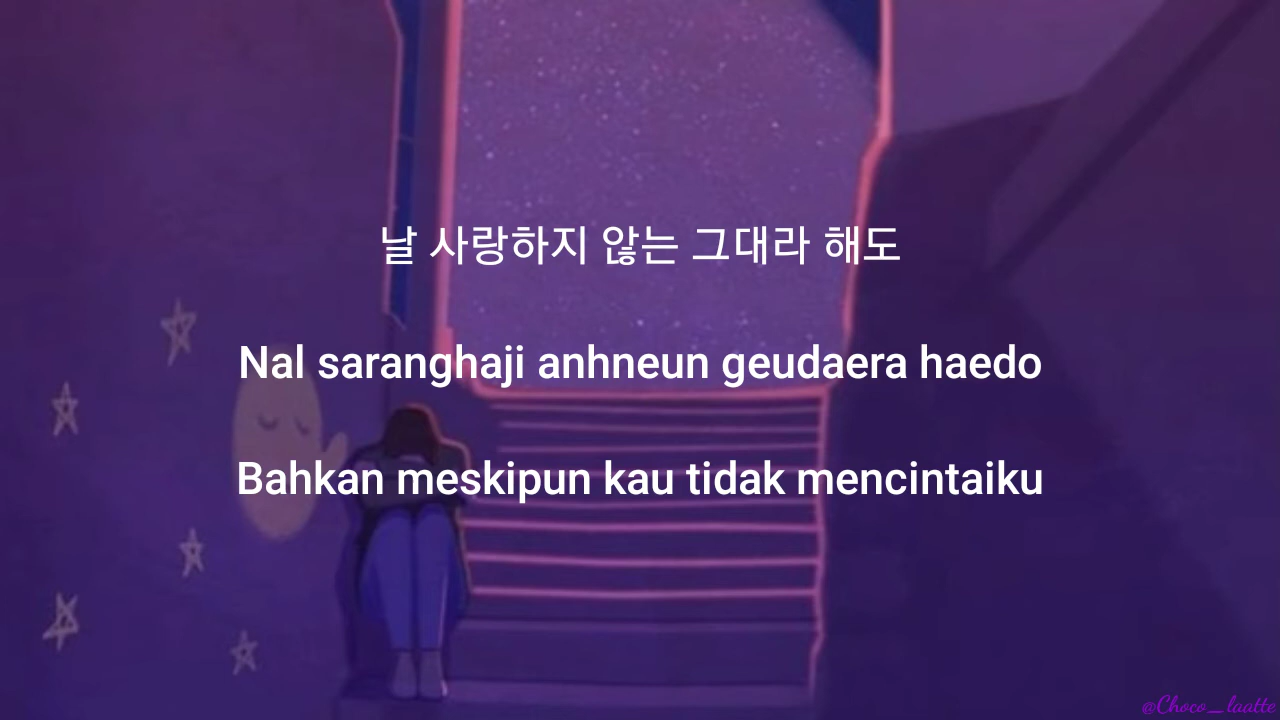 날 사랑하지 않는 그대라 해도
Nal saranghaji anhneun geudaera haedo
Bahkan meskipun kau tidak mencintaiku
@Choco_laatte